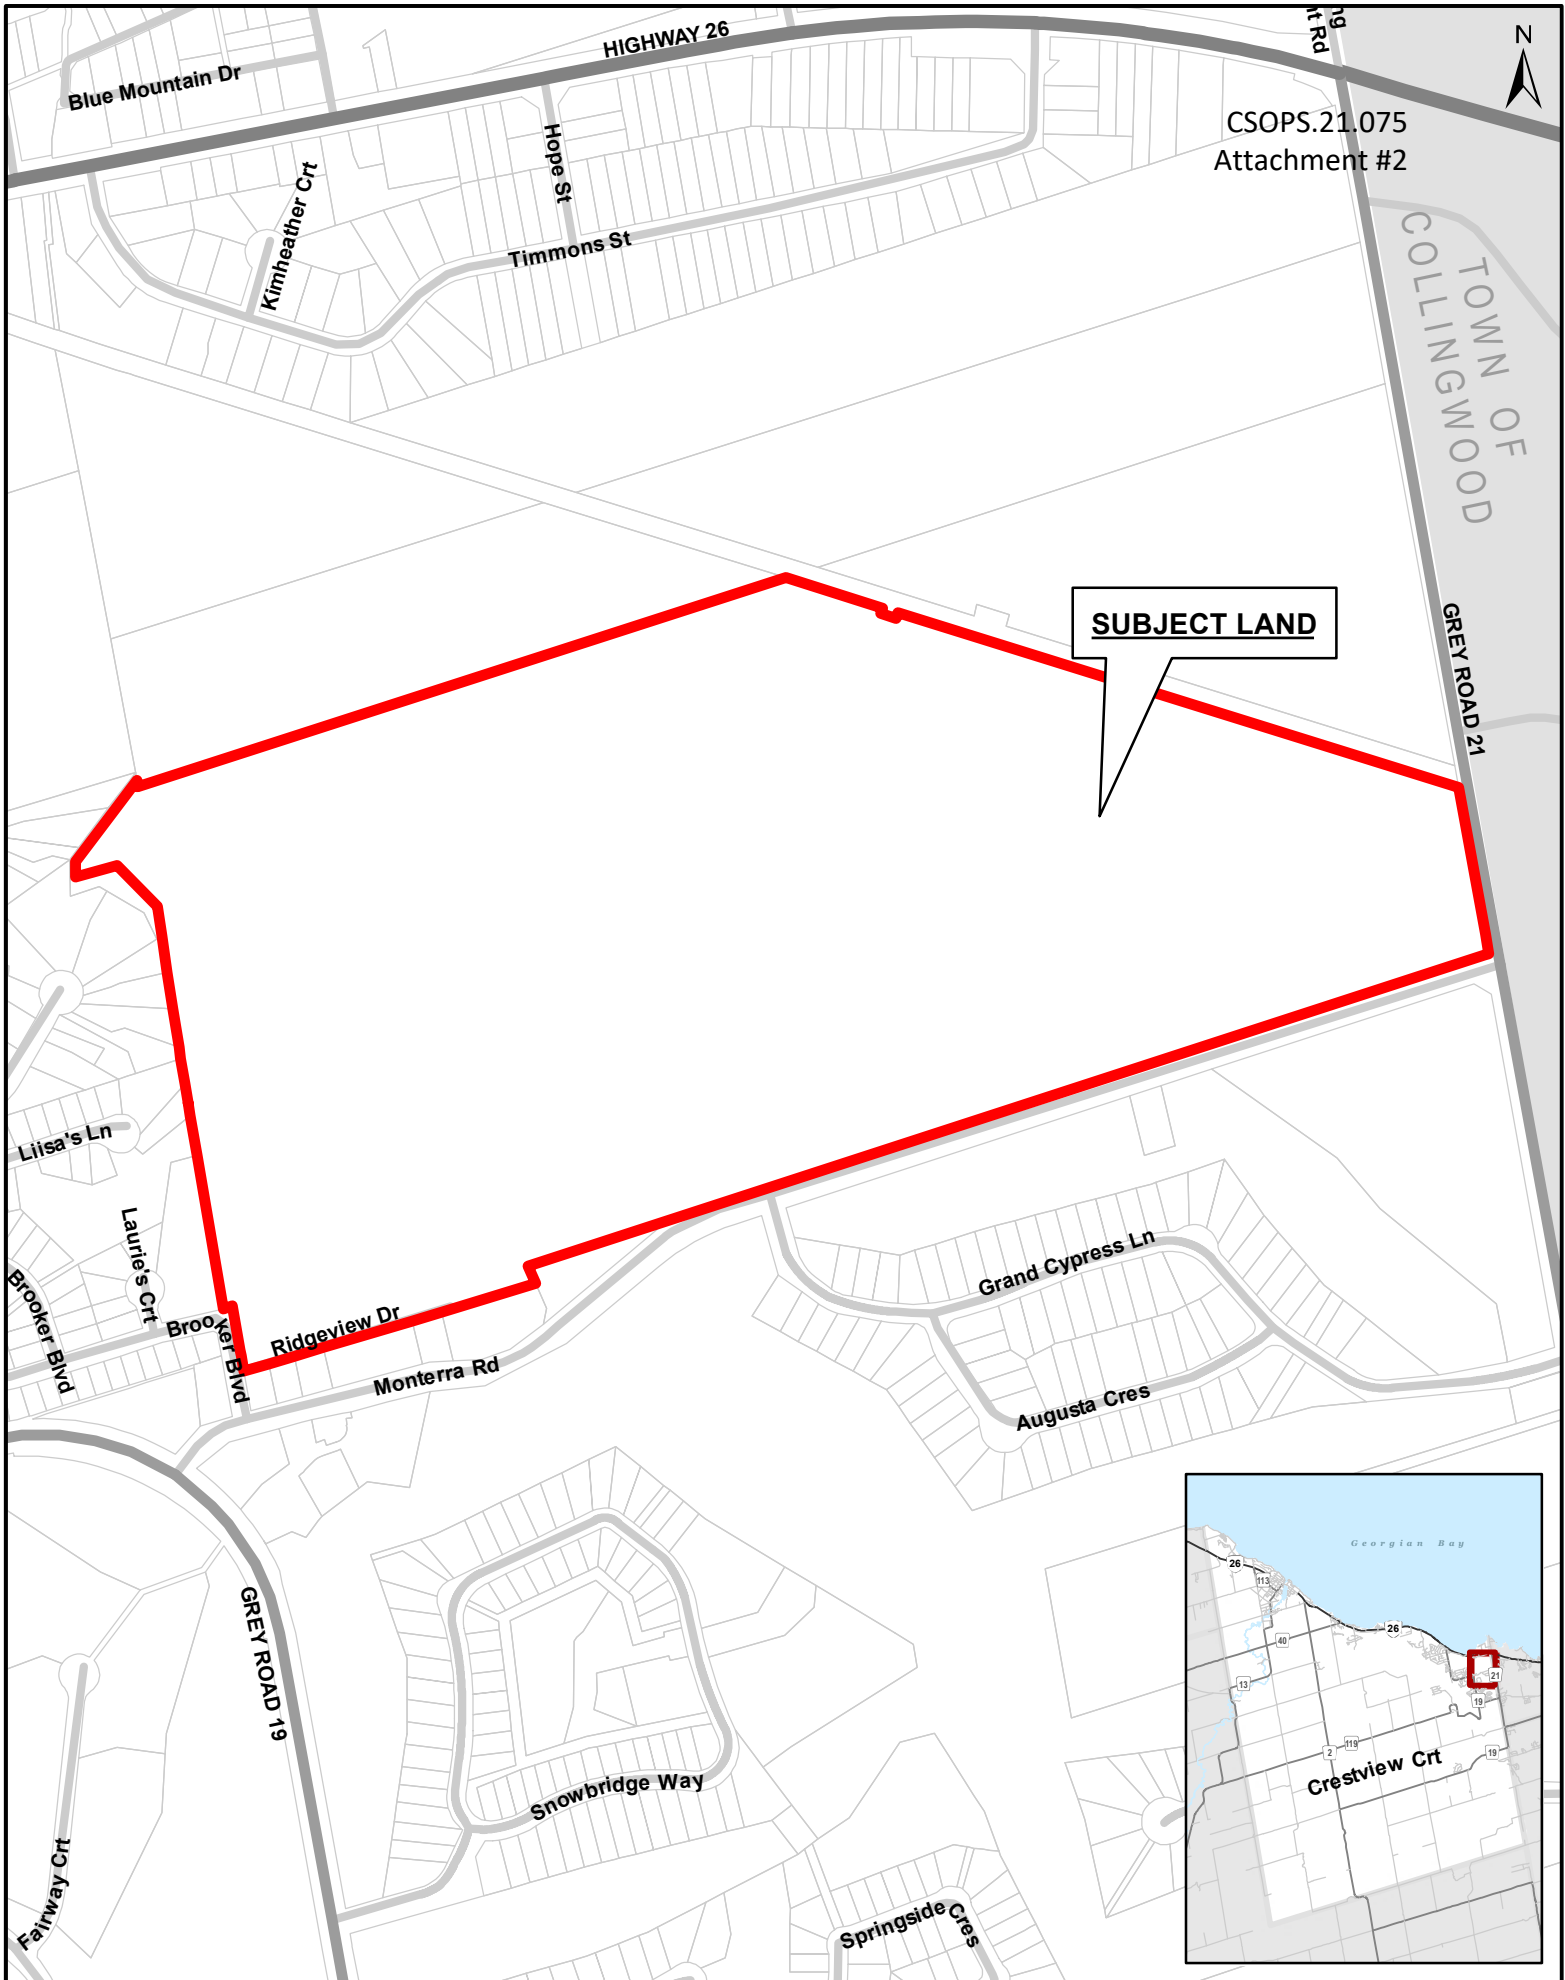 HIGHWAY 26
ng
nt Rd
N
Blue Mountain Dr
CSOPS.21.075
Attachment #2
Hope St
Kimheather Crt
Timmons St
TOWN OF
COLLINGWOOD
SUBJECT LAND
GREY ROAD 21
Liisa's Ln
Laurie's Crt
Brooker Blvd
Brooker Blvd
Ridgeview Dr
Monterra Rd
Grand Cypress Ln
Augusta Cres
GREY ROAD 19
Snowbridge Way
Fairway Crt
Springside Cres
Georgian Bay
26
113
26
40
13
21
19
2
119
19
Crestview Crt